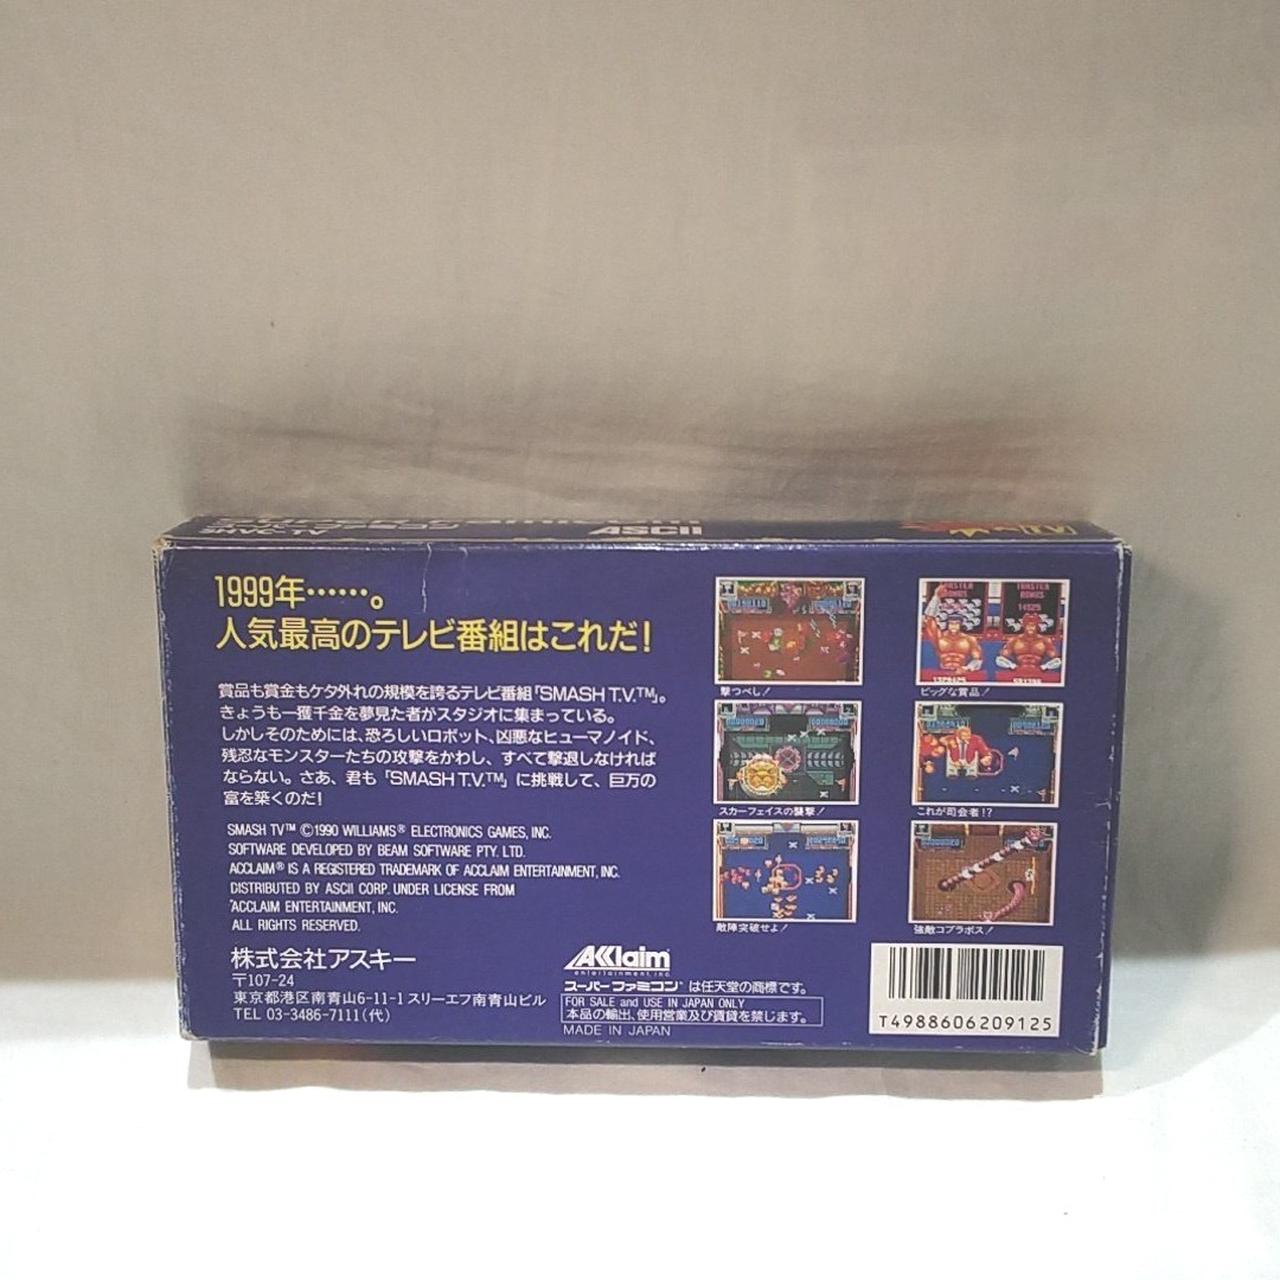 SHVC-TV
ASCII
TV
1999年……。
人気最高のテレビ番組はこれだ!
賞品も賞金もケタ外れの規模を誇るテレビ番組「SMASH T.V.™」。
きょうも一獲千金を夢見た者がスタジオに集まっている。
しかしそのためには、恐ろしいロボット、凶悪なヒューマノイド、
残忍なモンスターたちの攻撃をかわし、すべて撃退しなければ
ならない。さあ、君も「SMASH T.V.™」に挑戦して、巨万の
富を築くのだ!
SMASH TV™ ©1990 WILLIAMS® ELECTRONICS GAMES, INC.
SOFTWARE DEVELOPED BY BEAM SOFTWARE PTY. LTD.
ACCLAIM® IS A REGISTERED TRADEMARK OF ACCLAIM ENTERTAINMENT, INC.
DISTRIBUTED BY ASCII CORP. UNDER LICENSE FROM
ACCLAIM ENTERTAINMENT, INC.
ALL RIGHTS RESERVED.
株式会社アスキー
〒107-24
東京都港区南青山6-11-1スリーエフ南青山ビル
TEL 03-3486-7111(代)
撃つべし!
ビッグな賞品!
スカーフェイスの襲撃!
これが司会者!?
敵陣突破せよ!
強敵コブラボス!
AKClaim
entertainment, inc.
スーパーファミコン は任天堂の商標です。
FOR SALE and USE IN JAPAN ONLY
本品の輸出、使用営業及び賃貸を禁じます。
MADE IN JAPAN
T4988606209125